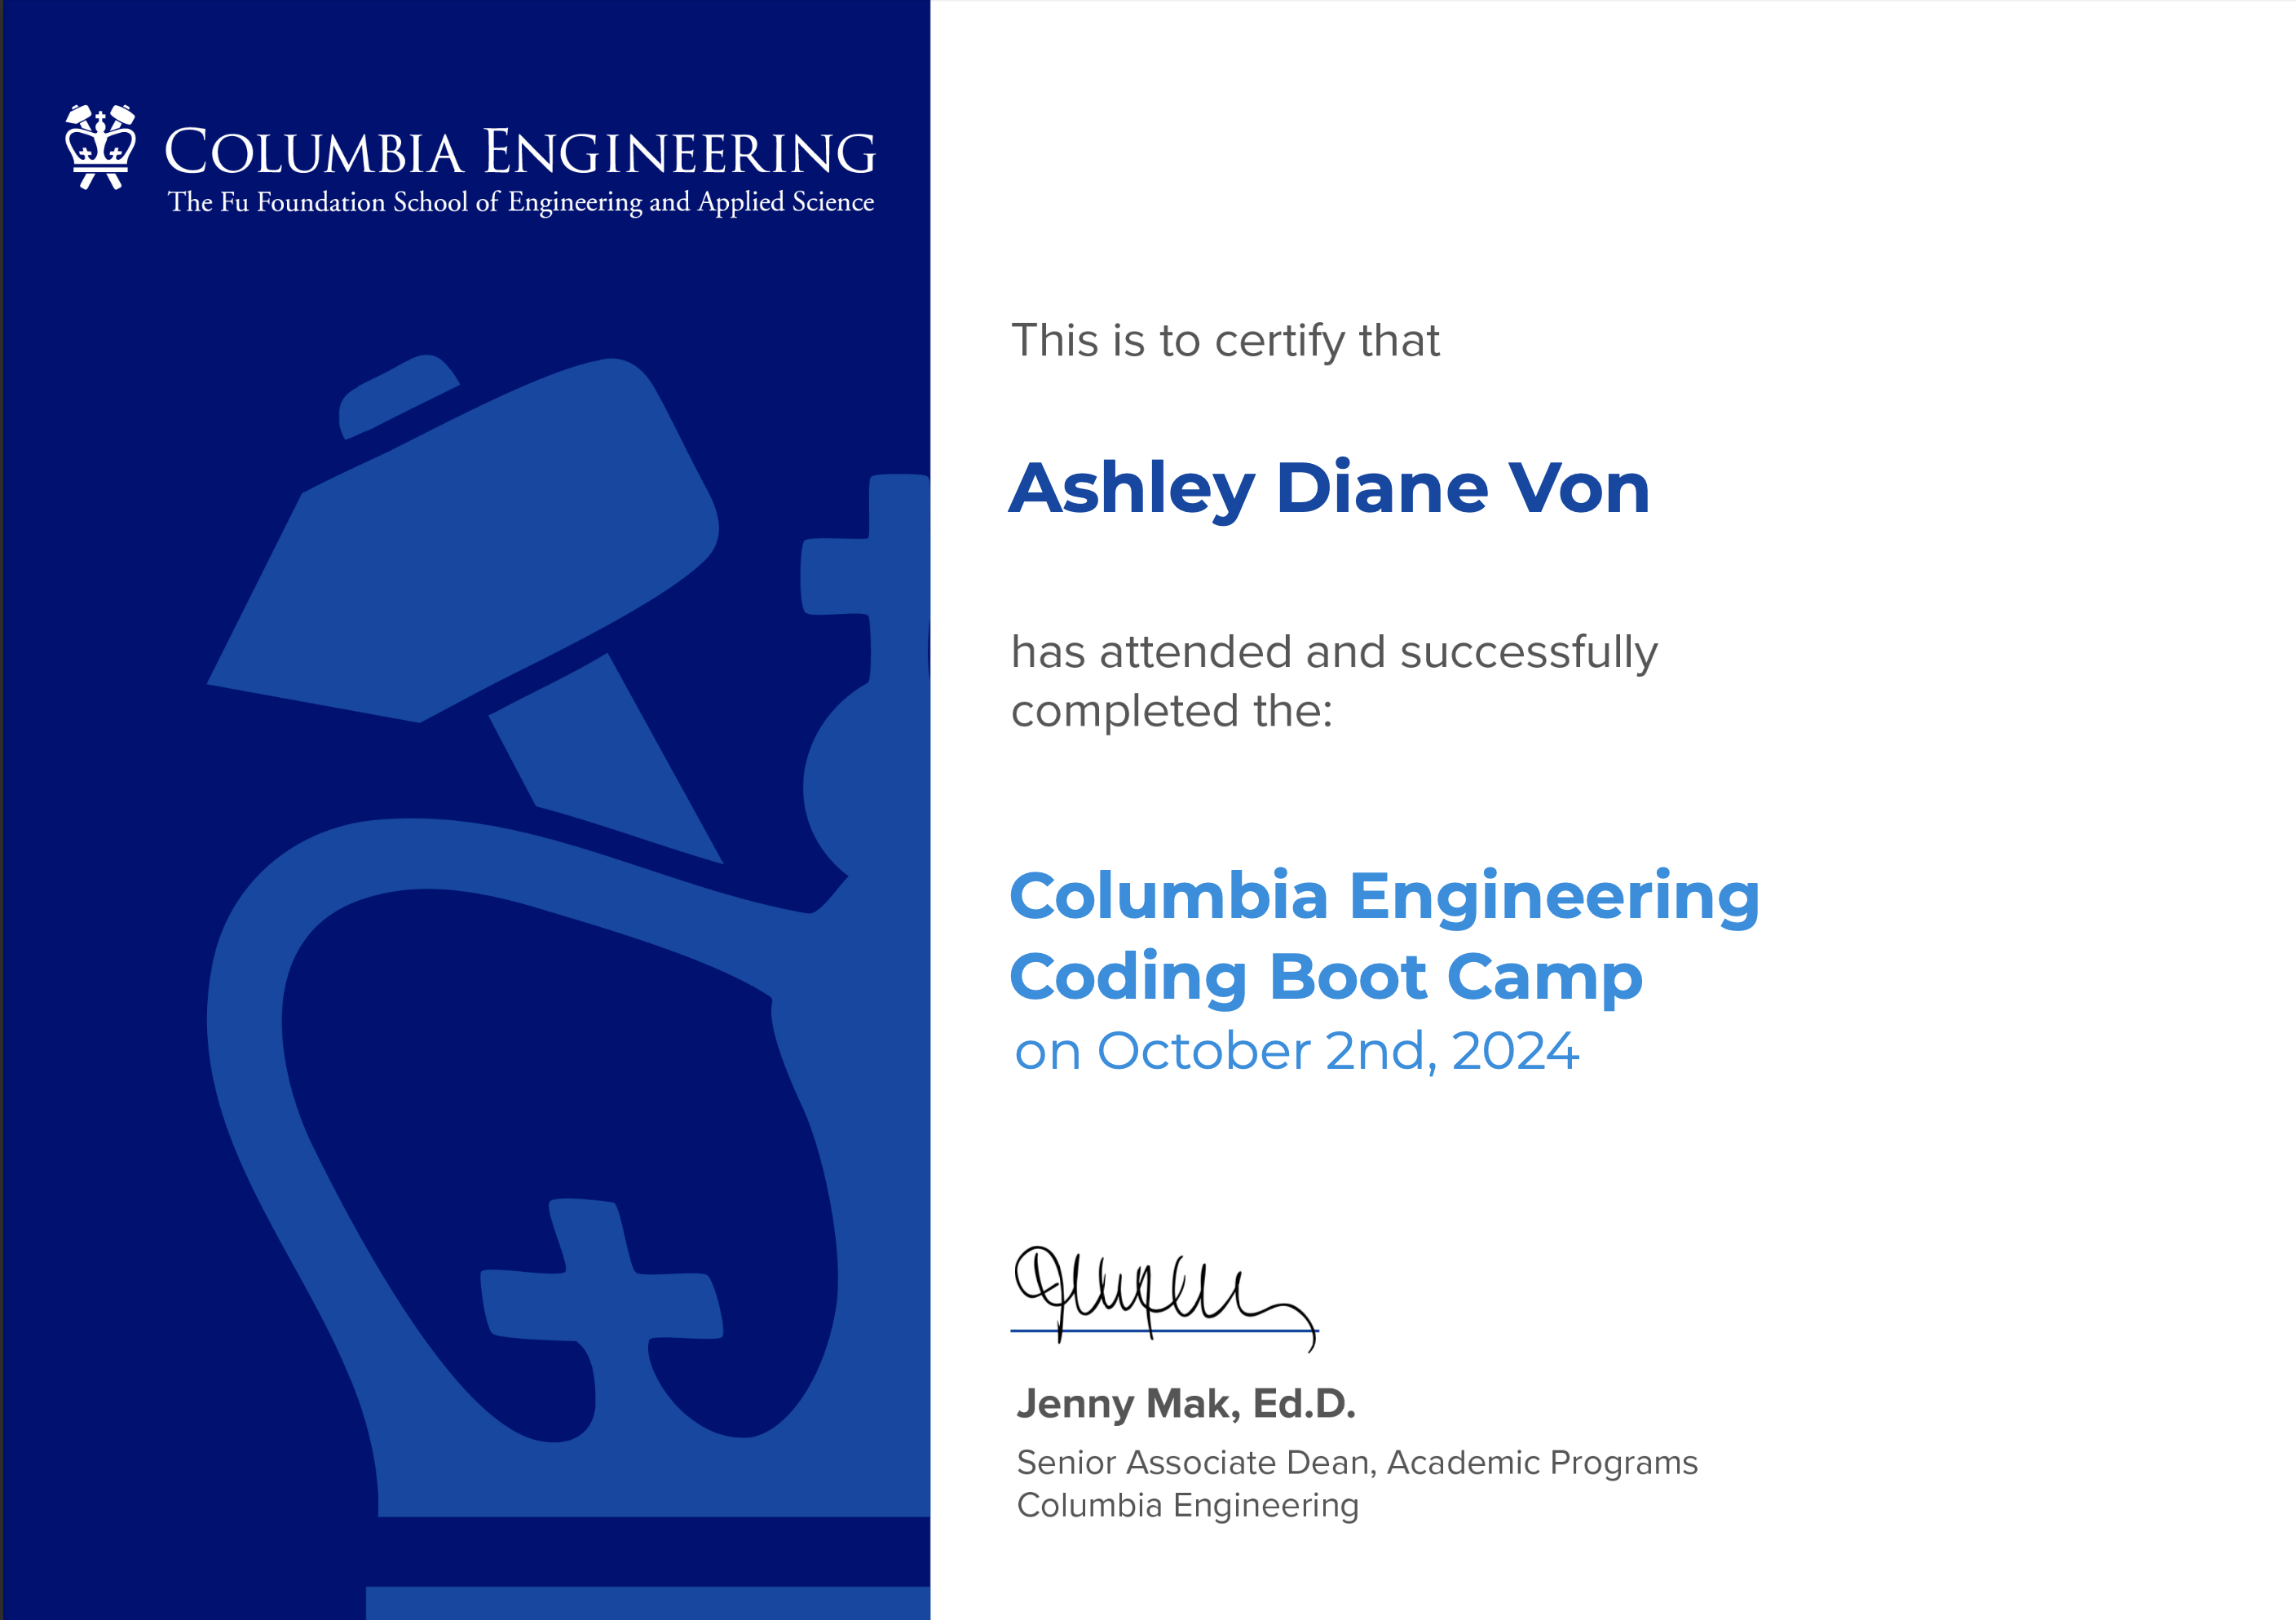 COLUMBIA ENGINEERING
The Fu Foundation School of Engineering and Applied Science
This is to certify that
Ashley Diane Von
has attended and successfully
completed the:
Columbia Engineering
Coding Boot Camp
on October 2nd, 2024
Jenny Mak, Ed.D.
Senior Associate Dean, Academic Programs
Columbia Engineering